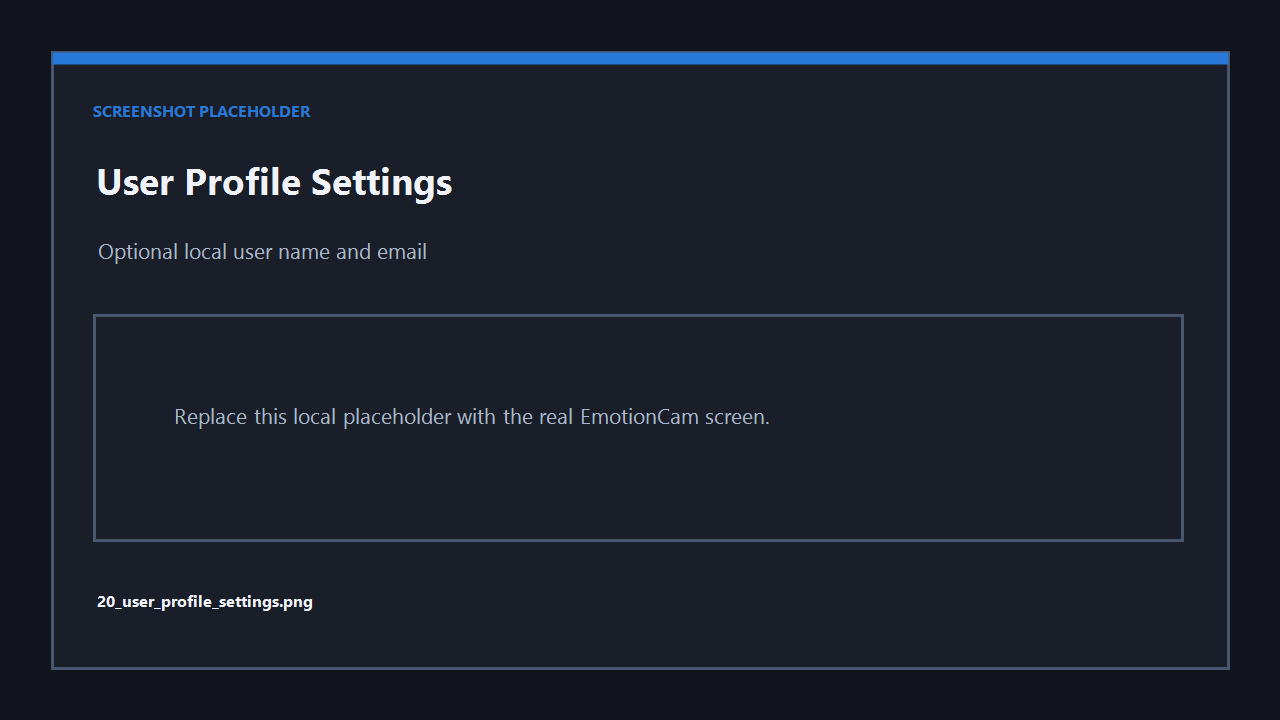 SCREENSHOT PLACEHOLDER
User Profile Settings
Optional local user name and email
Replace this local placeholder with the real EmotionCam screen.
20_user_profile_settings.png